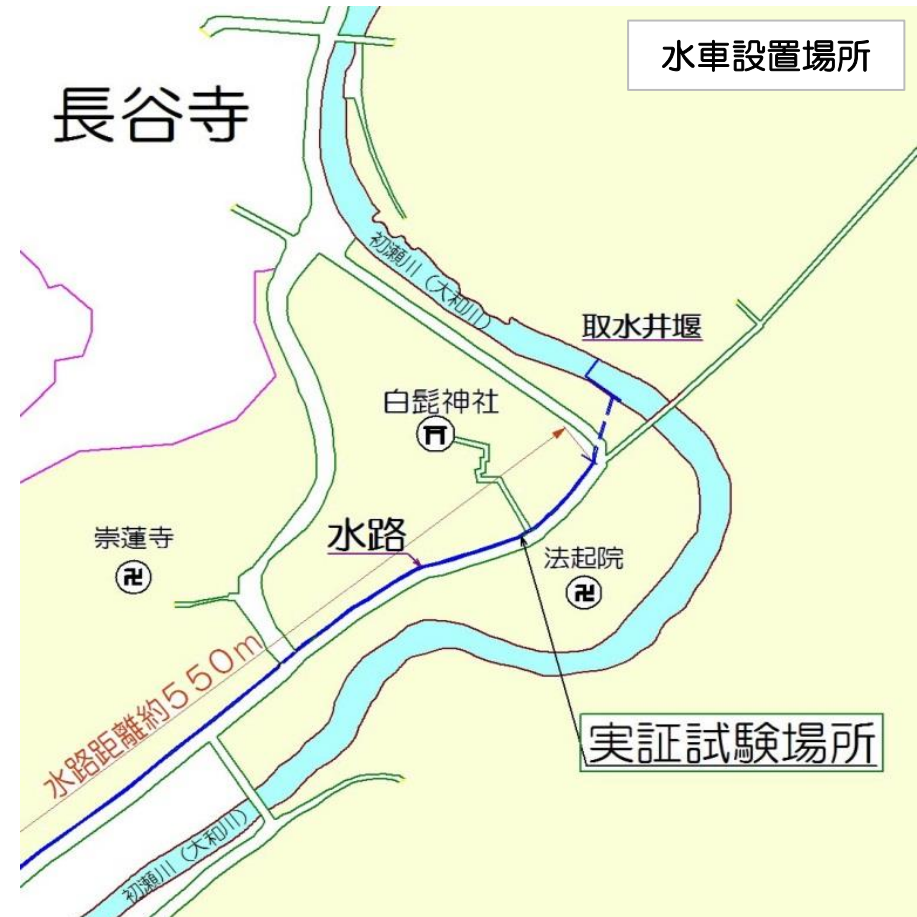 水車設置場所
長谷寺
初瀬川（大和川）
取水井堰
白髭神社
崇蓮寺
水路
法起院
水路距離約550m
実証試験場所
初瀬川（大和川）